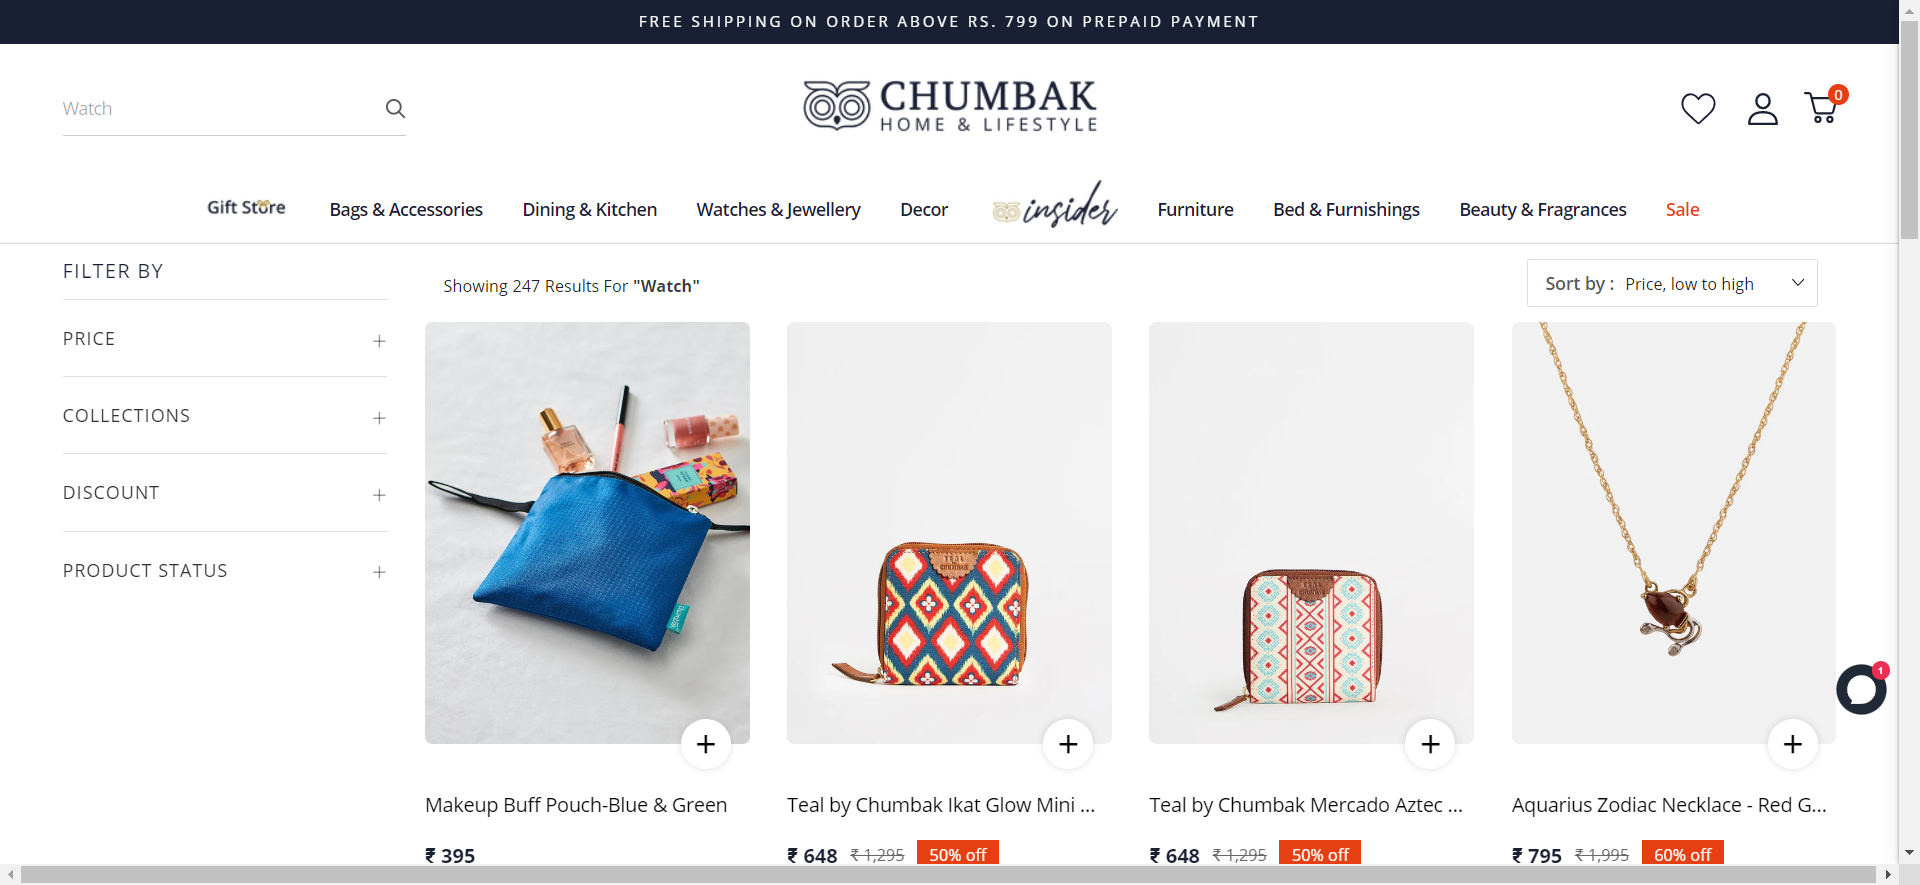 FREE SHIPPING ON ORDER ABOVE RS. 799 ON PREPAID PAYMENT
Watch
CHUMBAK
HOME & LIFESTYLE
0
Gift Store
Bags & Accessories
Dining & Kitchen
Watches & Jewellery
Decor
insider
Furniture
Bed & Furnishings
Beauty & Fragrances
Sale
FILTER BY
PRICE
COLLECTIONS
DISCOUNT
PRODUCT STATUS
Showing 247 Results For "Watch"
Sort by : Price, low to high
chumbak
TEAL
CHUMBAK
1
Makeup Buff Pouch-Blue & Green
₹ 395
Teal by Chumbak Ikat Glow Mini ...
₹ 648 ₹ 1,295 50% off
Teal by Chumbak Mercado Aztec ...
₹ 648 ₹ 1,295 50% off
Aquarius Zodiac Necklace - Red G...
₹ 795 ₹ 1,995 60% off